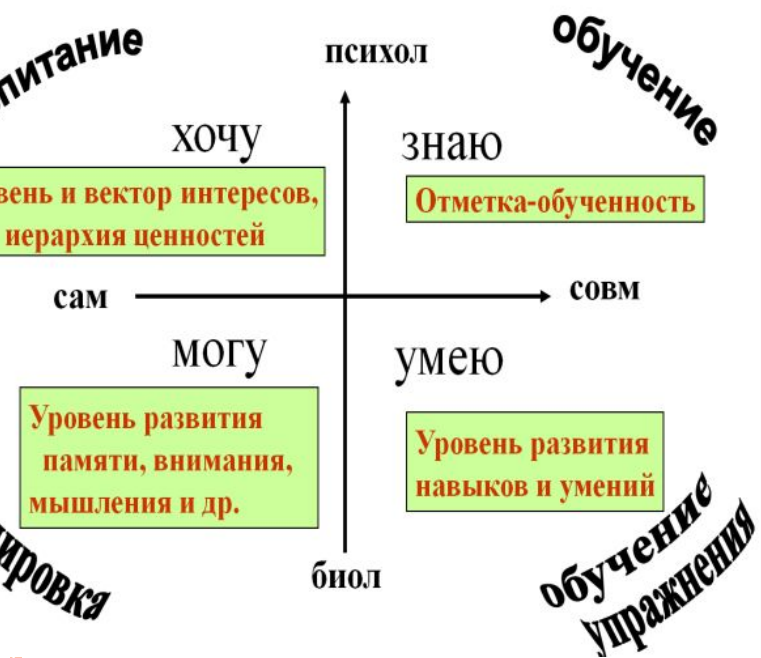 питание
психол
обучение
хочу
знаю
вень и вектор интересов,
иерархия ценностей
Отметка-обученность
сам
совм
могу
умею
Уровень развития
памяти, внимания,
мышления и др.
Уровень развития
навыков и умений
ировка
биол
обучение
упражнения